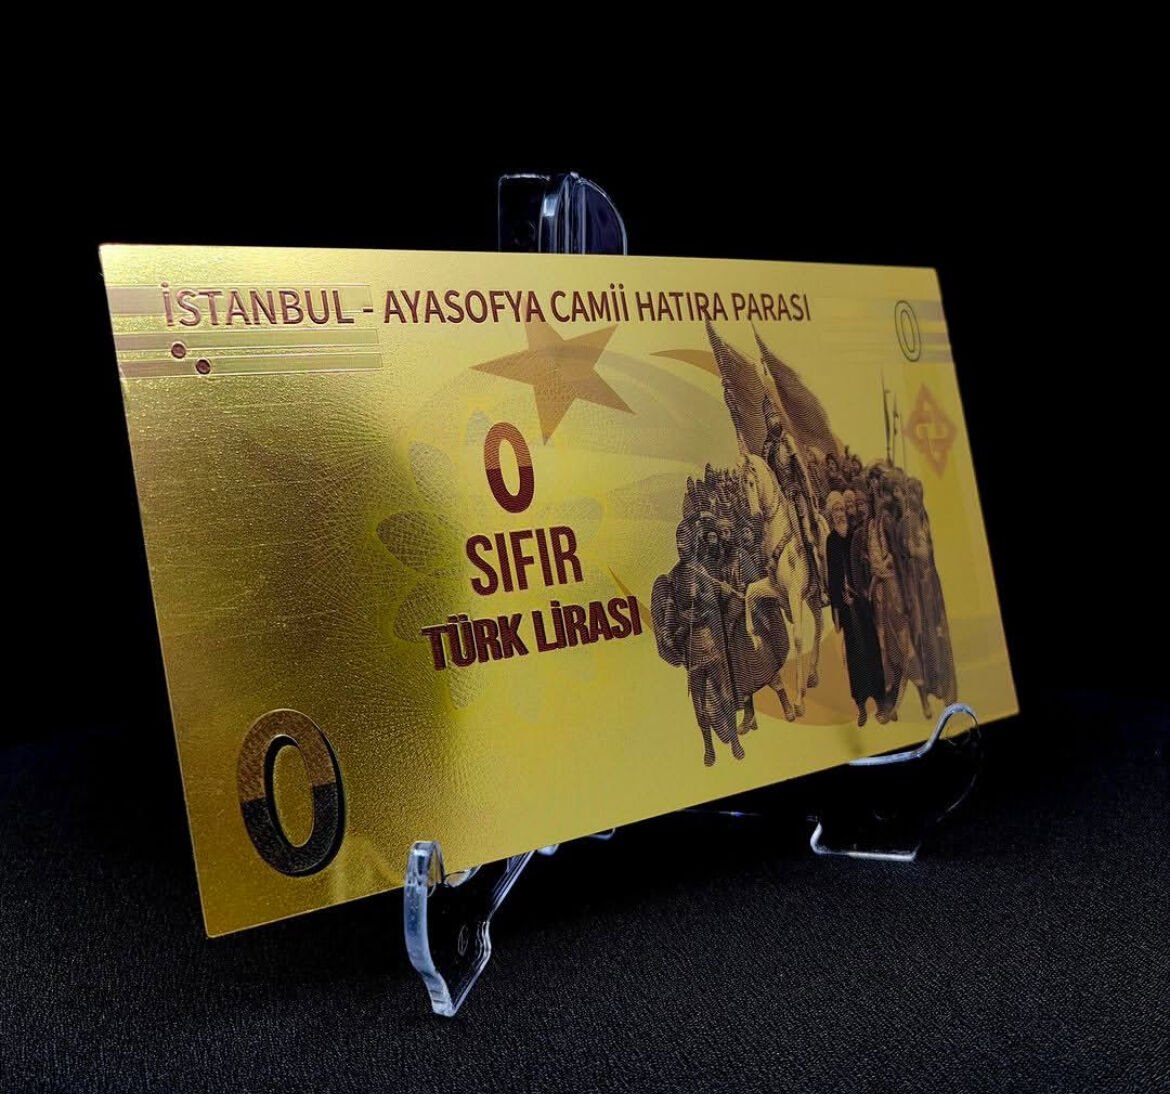 İSTANBUL - AYASOFYA CAMİİ HATIRA PARASI
0
0
SIFIR
TÜRK LİRASI
0